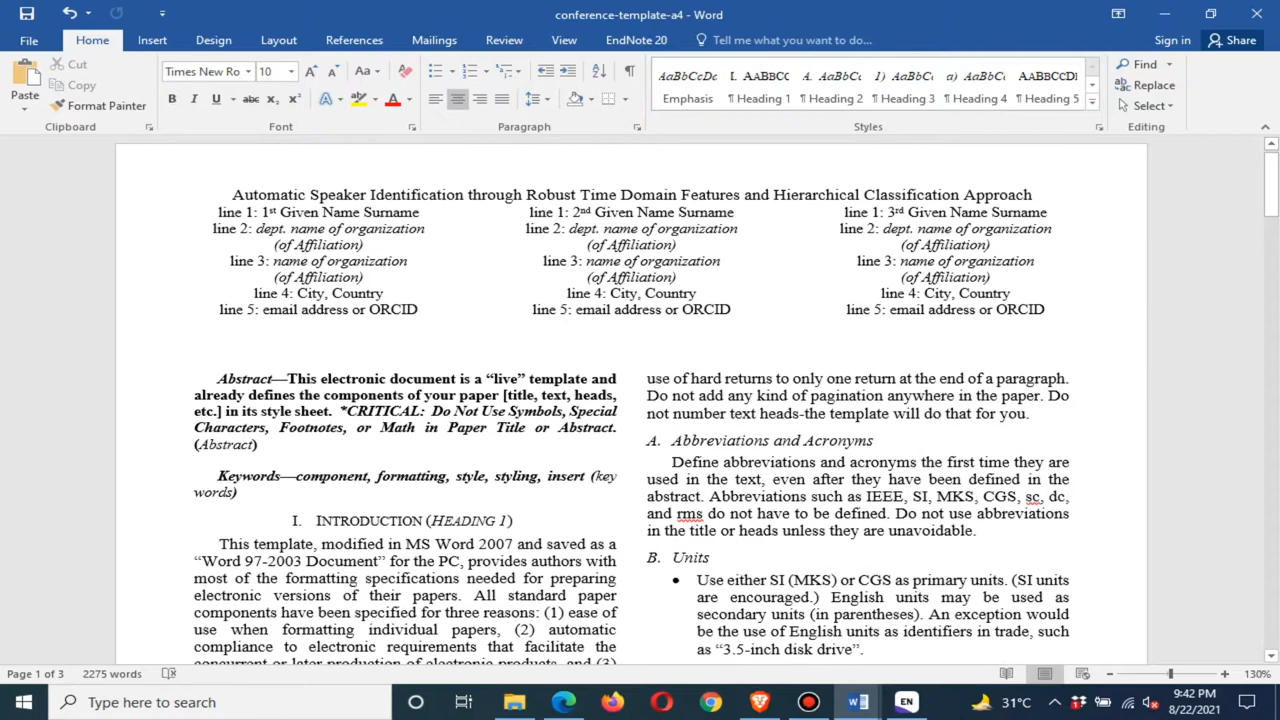 conference-template-a4 - Word
File Home Insert Design Layout References Mailings Review View EndNote 20 Tell me what you want to do... Sign in Share
Paste
Cut
Copy
Format Painter
Clipboard
Times New Ro 10 Aa
B I U abc X2 X2 A A
Font
Paragraph
AaBbCcDc I. AABBCC A. AaBbCc 1) AaBbCc a) AaBbCc AABBCCDI
Emphasis ¶ Heading 1 ¶ Heading 2 ¶ Heading 3 ¶ Heading 4 ¶ Heading 5
Styles
Find
Replace
Select
Editing
Automatic Speaker Identification through Robust Time Domain Features and Hierarchical Classification Approach
line 1: 1st Given Name Surname
line 2: dept. name of organization
(of Affiliation)
line 3: name of organization
(of Affiliation)
line 4: City, Country
line 5: email address or ORCID
line 1: 2nd Given Name Surname
line 2: dept. name of organization
(of Affiliation)
line 3: name of organization
(of Affiliation)
line 4: City, Country
line 5: email address or ORCID
line 1: 3rd Given Name Surname
line 2: dept. name of organization
(of Affiliation)
line 3: name of organization
(of Affiliation)
line 4: City, Country
line 5: email address or ORCID
Abstract—This electronic document is a “live” template and
already defines the components of your paper [title, text, heads,
etc.] in its style sheet. *CRITICAL: Do Not Use Symbols, Special
Characters, Footnotes, or Math in Paper Title or Abstract.
(Abstract)
Keywords—component, formatting, style, styling, insert (key
words)
I. INTRODUCTION (HEADING 1)
This template, modified in MS Word 2007 and saved as a
“Word 97-2003 Document” for the PC, provides authors with
most of the formatting specifications needed for preparing
electronic versions of their papers. All standard paper
components have been specified for three reasons: (1) ease of
use when formatting individual papers, (2) automatic
compliance to electronic requirements that facilitate the
concurrent or later production of electronic products, and (3)
use of hard returns to only one return at the end of a paragraph.
Do not add any kind of pagination anywhere in the paper. Do
not number text heads-the template will do that for you.
A. Abbreviations and Acronyms
Define abbreviations and acronyms the first time they are
used in the text, even after they have been defined in the
abstract. Abbreviations such as IEEE, SI, MKS, CGS, sc, dc,
and rms do not have to be defined. Do not use abbreviations
in the title or heads unless they are unavoidable.
B. Units
• Use either SI (MKS) or CGS as primary units. (SI units
are encouraged.) English units may be used as
secondary units (in parentheses). An exception would
be the use of English units as identifiers in trade, such
as “3.5-inch disk drive”.
Page 1 of 3 2275 words 130%
Type here to search
EN
31°C
9:42 PM
8/22/2021